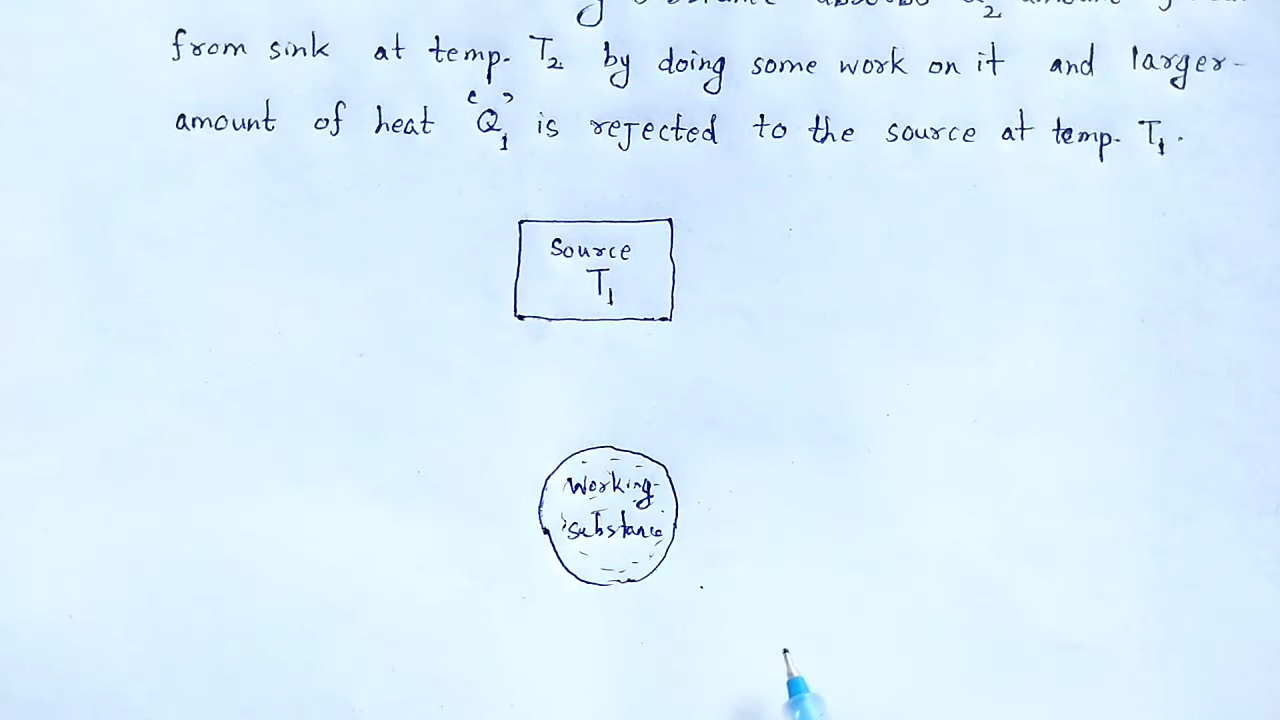 from sink at temp. T₂ by doing some work on it and larger-
amount of heat 'Q₁' is rejected to the source at temp. T₁.
Source
T₁
Working-
substance